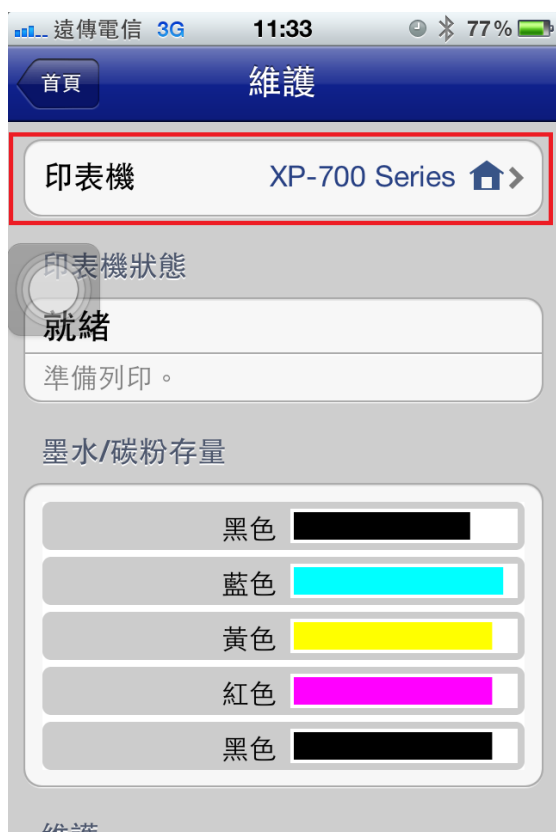 遠傳電信 3G 11:33 77%
首頁 維護
印表機 XP-700 Series
印表機狀態
就緒
準備列印。
墨水/碳粉存量
黑色
藍色
黃色
紅色
黑色
維護